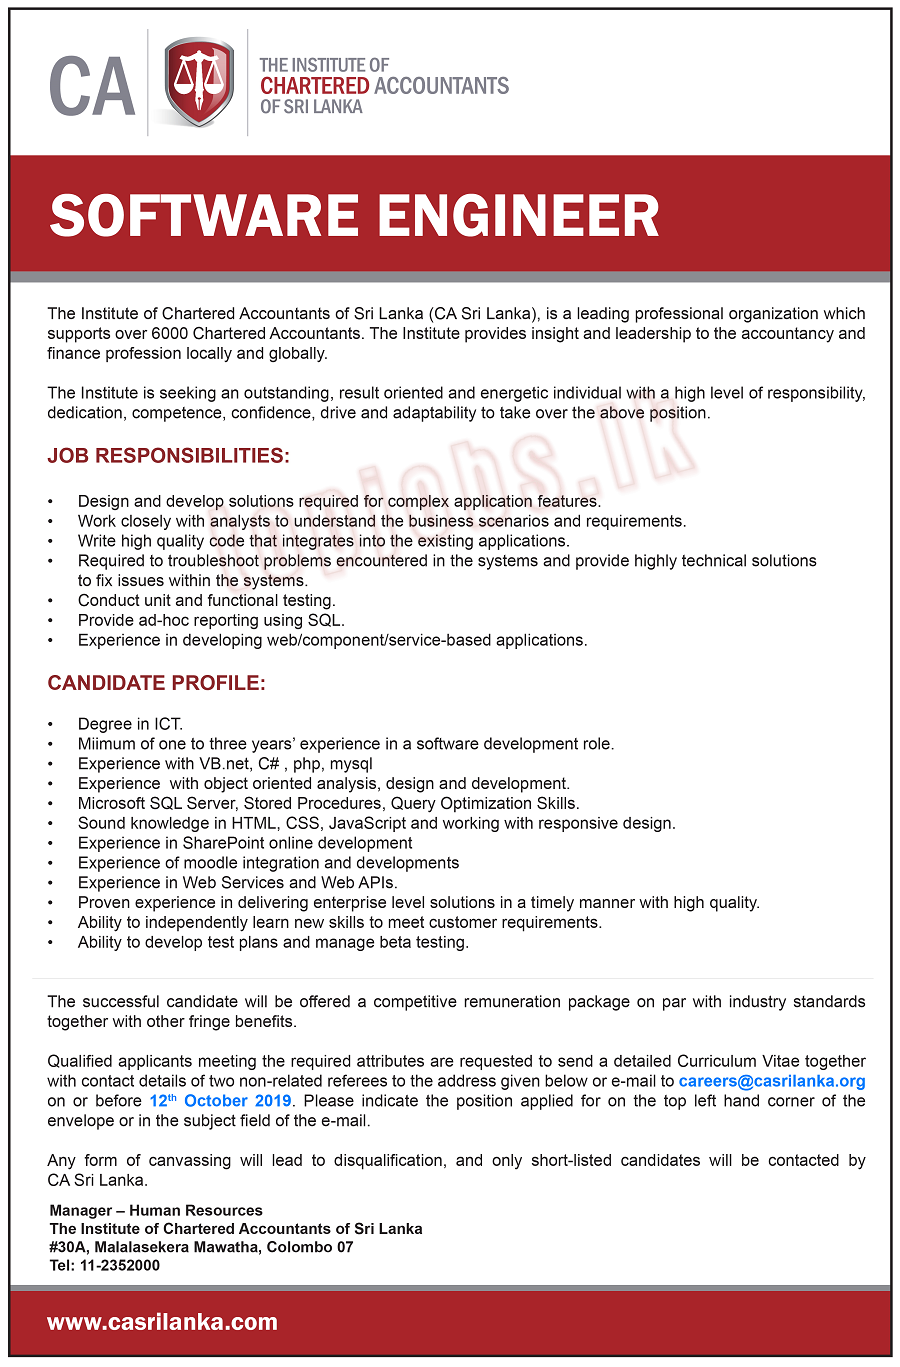 CA
THE INSTITUTE OF
CHARTERED ACCOUNTANTS
OF SRI LANKA
SOFTWARE ENGINEER
The Institute of Chartered Accountants of Sri Lanka (CA Sri Lanka), is a leading professional organization which
supports over 6000 Chartered Accountants. The Institute provides insight and leadership to the accountancy and
finance profession locally and globally.
The Institute is seeking an outstanding, result oriented and energetic individual with a high level of responsibility,
dedication, competence, confidence, drive and adaptability to take over the above position.
topjobs.lk
JOB RESPONSIBILITIES:
• Design and develop solutions required for complex application features.
• Work closely with analysts to understand the business scenarios and requirements.
• Write high quality code that integrates into the existing applications.
• Required to troubleshoot problems encountered in the systems and provide highly technical solutions
to fix issues within the systems.
• Conduct unit and functional testing.
• Provide ad-hoc reporting using SQL.
• Experience in developing web/component/service-based applications.
CANDIDATE PROFILE:
• Degree in ICT.
• Miimum of one to three years’ experience in a software development role.
• Experience with VB.net, C# , php, mysql
• Experience  with object oriented analysis, design and development.
• Microsoft SQL Server, Stored Procedures, Query Optimization Skills.
• Sound knowledge in HTML, CSS, JavaScript and working with responsive design.
• Experience in SharePoint online development
• Experience of moodle integration and developments
• Experience in Web Services and Web APIs.
• Proven experience in delivering enterprise level solutions in a timely manner with high quality.
• Ability to independently learn new skills to meet customer requirements.
• Ability to develop test plans and manage beta testing.
The successful candidate will be offered a competitive remuneration package on par with industry standards
together with other fringe benefits.
Qualified applicants meeting the required attributes are requested to send a detailed Curriculum Vitae together
with contact details of two non-related referees to the address given below or e-mail to careers@casrilanka.org
on or before 12th October 2019. Please indicate the position applied for on the top left hand corner of the
envelope or in the subject field of the e-mail.
Any form of canvassing will lead to disqualification, and only short-listed candidates will be contacted by
CA Sri Lanka.
Manager – Human Resources
The Institute of Chartered Accountants of Sri Lanka
#30A, Malalasekera Mawatha, Colombo 07
Tel: 11-2352000
www.casrilanka.com